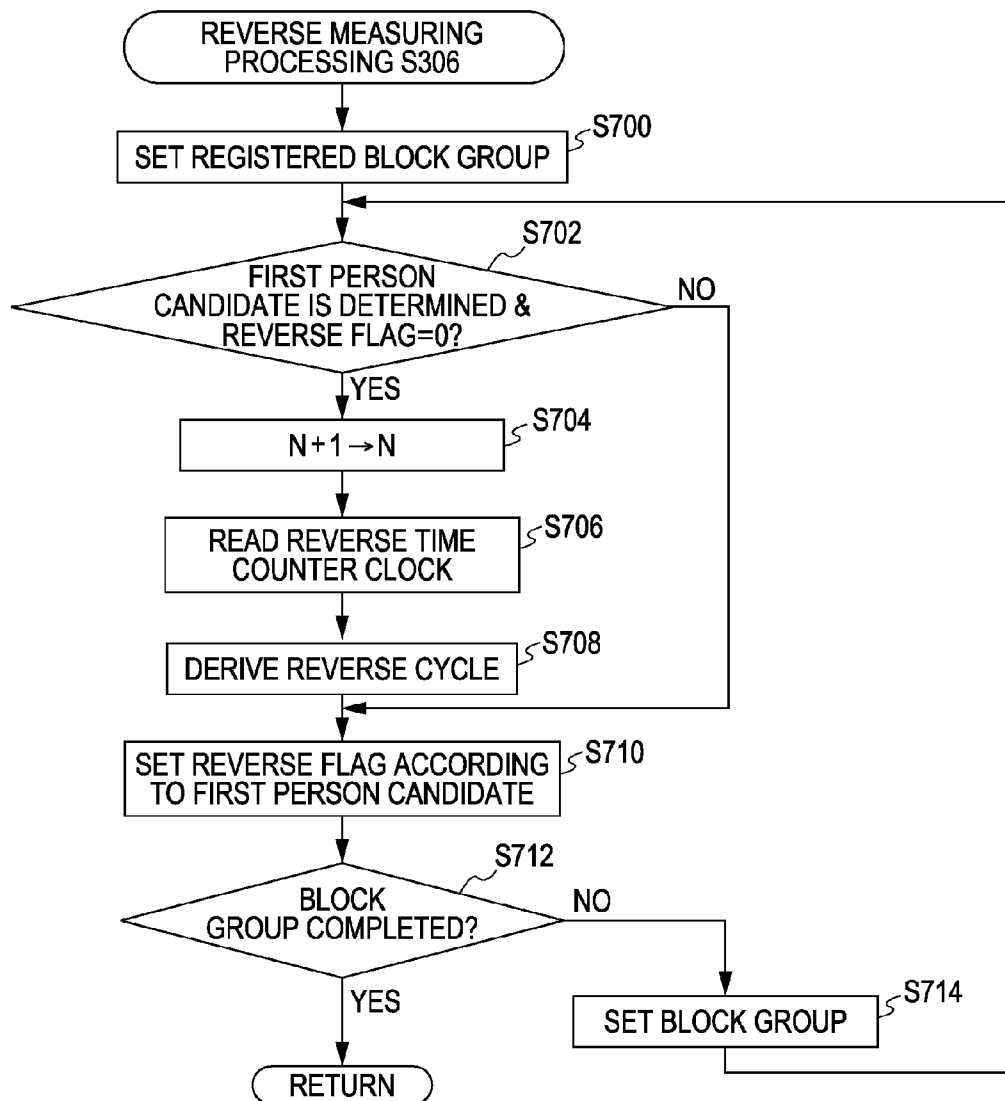 REVERSE MEASURING
PROCESSING S306
S700
SET REGISTERED BLOCK GROUP
S702
FIRST PERSON
CANDIDATE IS DETERMINED &
REVERSE FLAG=0?
NO
YES
S704
N+1→N
S706
READ REVERSE TIME
COUNTER CLOCK
S708
DERIVE REVERSE CYCLE
S710
SET REVERSE FLAG ACCORDING
TO FIRST PERSON CANDIDATE
S712
BLOCK
GROUP COMPLETED?
NO
YES
S714
SET BLOCK GROUP
RETURN